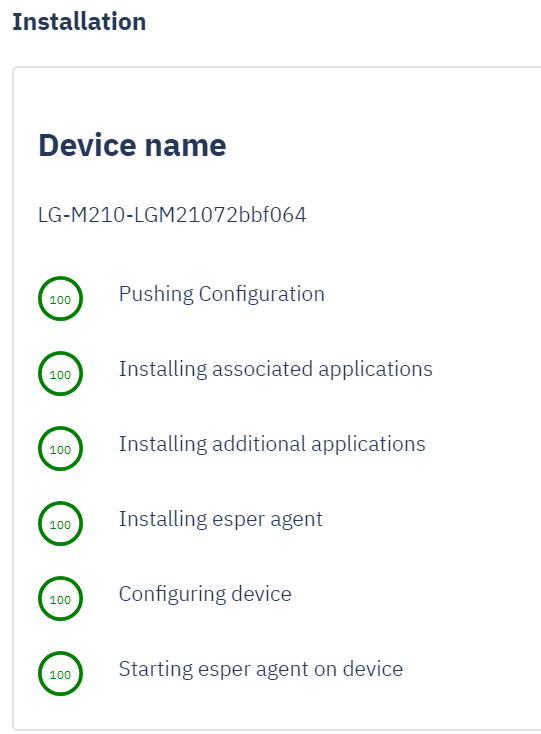 Installation
Device name
LG-M210-LGM21072bbf064
100 Pushing Configuration
100 Installing associated applications
100 Installing additional applications
100 Installing esper agent
100 Configuring device
100 Starting esper agent on device